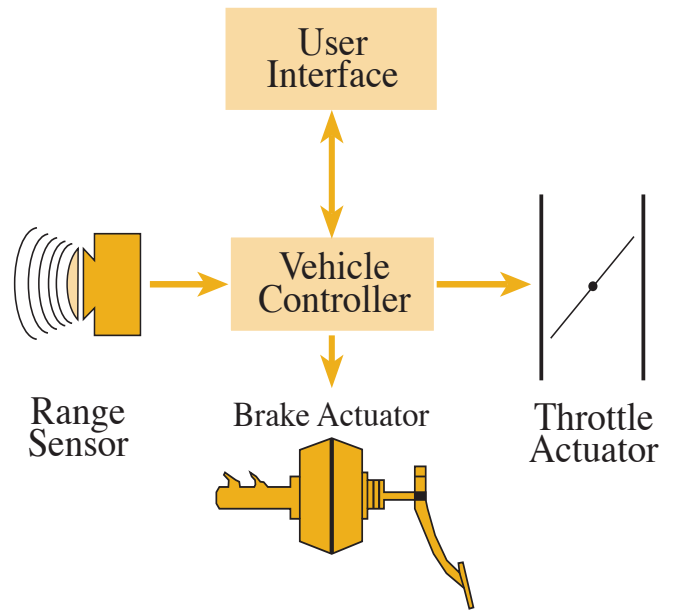 User
Interface
Vehicle
Controller
Range
Sensor
Brake Actuator
Throttle
Actuator